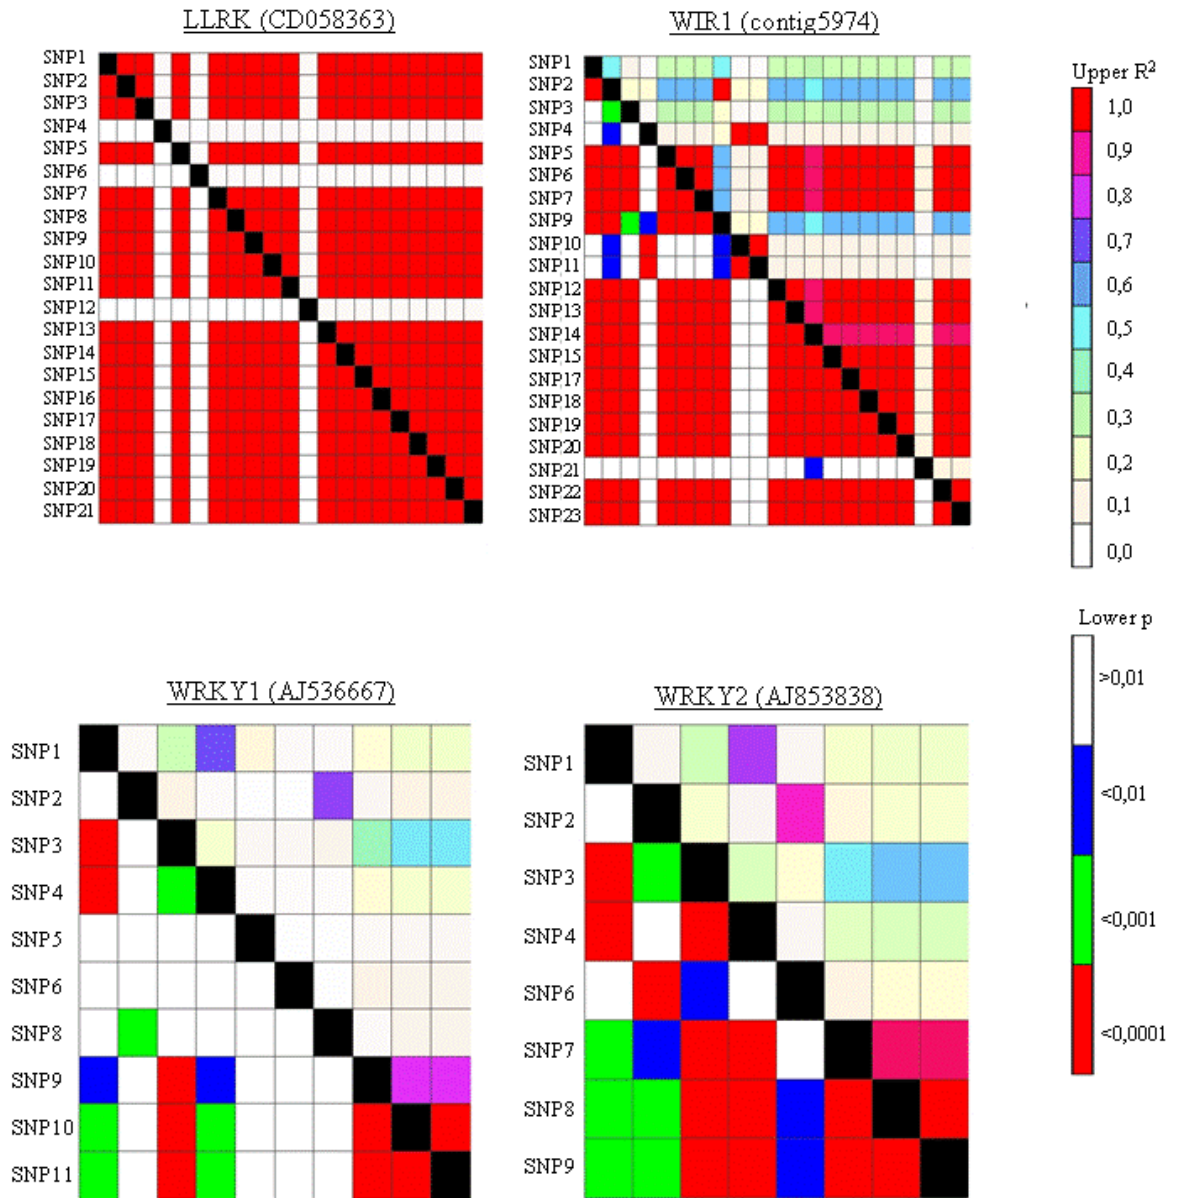 LLRK (CD058363)
SNP1
SNP2
SNP3
SNP4
SNP5
SNP6
SNP7
SNP8
SNP9
SNP10
SNP11
SNP12
SNP13
SNP14
SNP15
SNP16
SNP17
SNP18
SNP19
SNP20
SNP21
WIR1 (contig5974)
SNP1
SNP2
SNP3
SNP4
SNP5
SNP6
SNP7
SNP9
SNP10
SNP11
SNP12
SNP13
SNP14
SNP15
SNP17
SNP18
SNP19
SNP20
SNP21
SNP22
SNP23
Upper R²
1,0
0,9
0,8
0,7
0,6
0,5
0,4
0,3
0,2
0,1
0,0
Lower p
>0,01
<0,01
<0,001
<0,0001
WRKY1 (AJ536667)
SNP1
SNP2
SNP3
SNP4
SNP5
SNP6
SNP8
SNP9
SNP10
SNP11
WRKY2 (AJ853838)
SNP1
SNP2
SNP3
SNP4
SNP6
SNP7
SNP8
SNP9